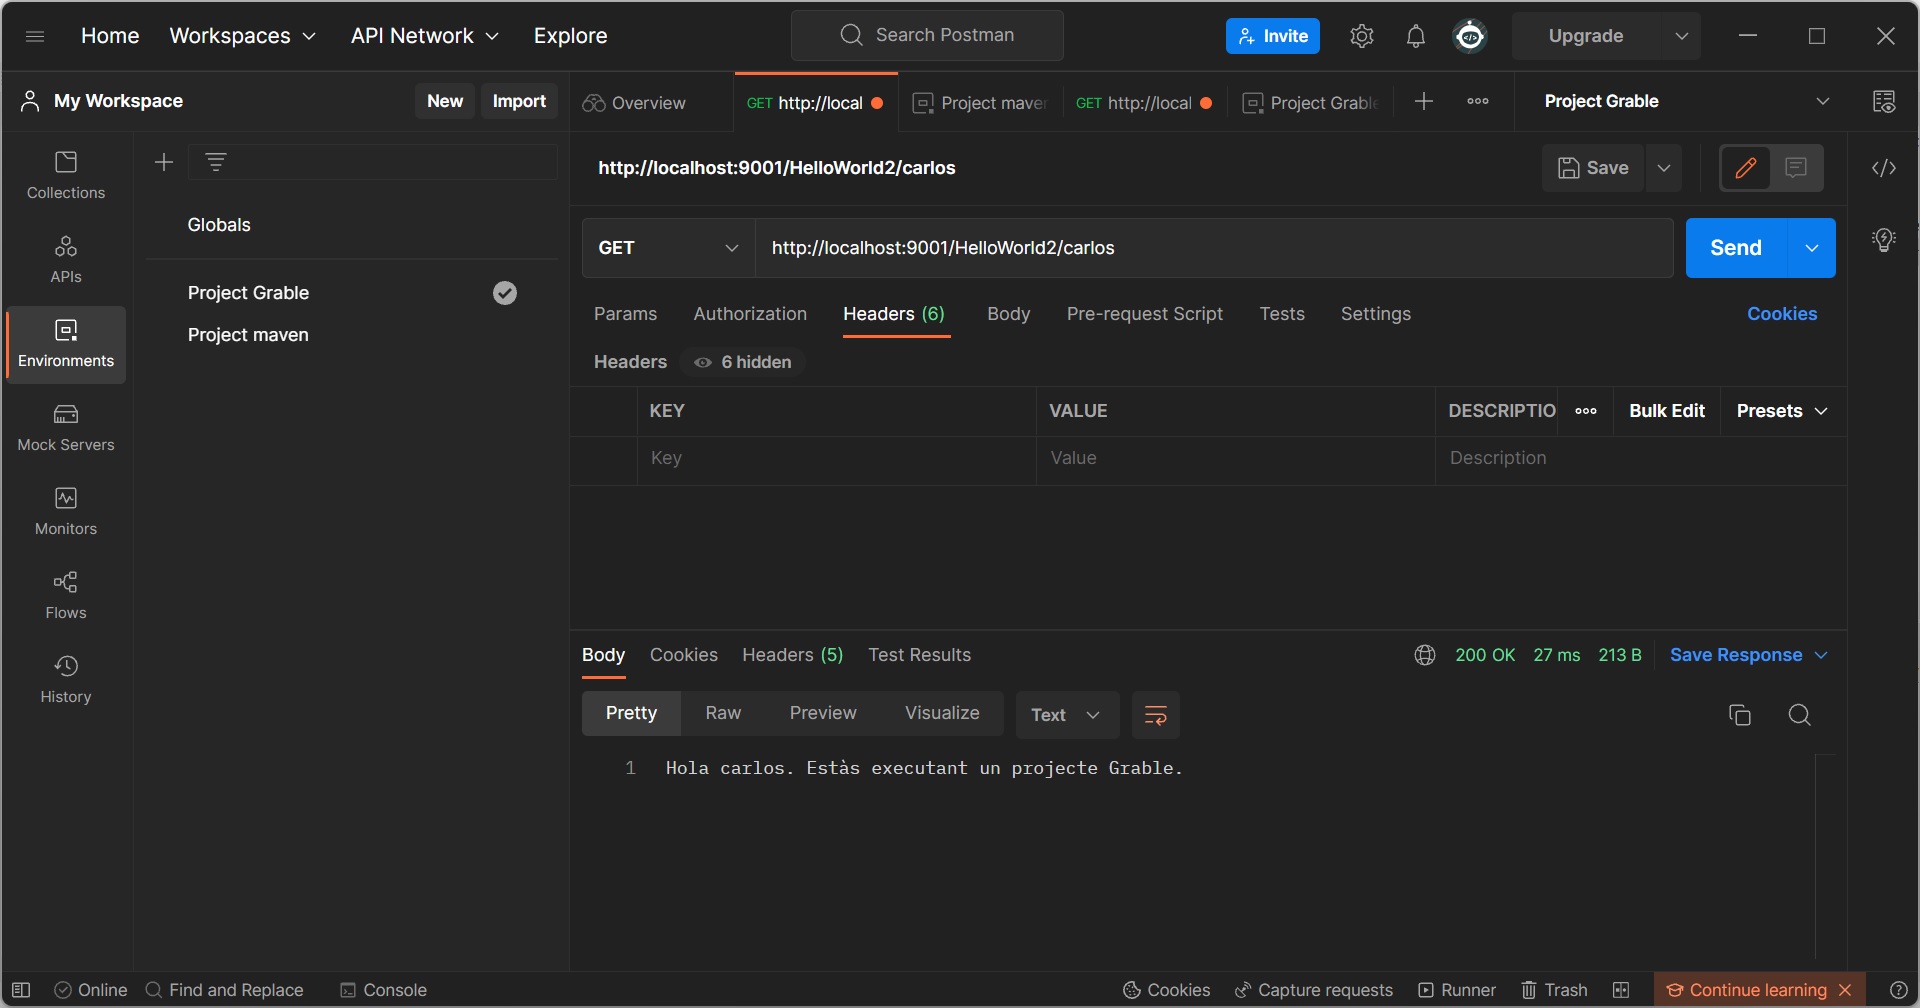 Home Workspaces API Network Explore Search Postman Invite Upgrade
My Workspace New Import Overview GET http://local Project maven GET http://local Project Grable Project Grable
http://localhost:9001/HelloWorld2/carlos Save
Collections
Globals
GET http://localhost:9001/HelloWorld2/carlos Send
APIs
Project Grable
Params Authorization Headers (6) Body Pre-request Script Tests Settings Cookies
Project maven
Environments
Headers 6 hidden
KEY VALUE DESCRIPTIO Bulk Edit Presets
Mock Servers
Key Value Description
Monitors
Flows
Body Cookies Headers (5) Test Results 200 OK 27 ms 213 B Save Response
History
Pretty Raw Preview Visualize Text
1 Hola carlos. Estàs executant un projecte Grable.
Online Find and Replace Console Cookies Capture requests Runner Trash Continue learning